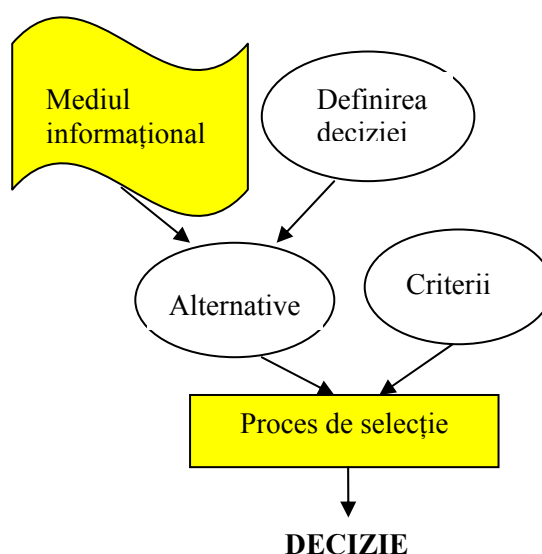 Mediul
informațional
Definirea
deciziei
Alternative
Criterii
Proces de selecție
DECIZIE